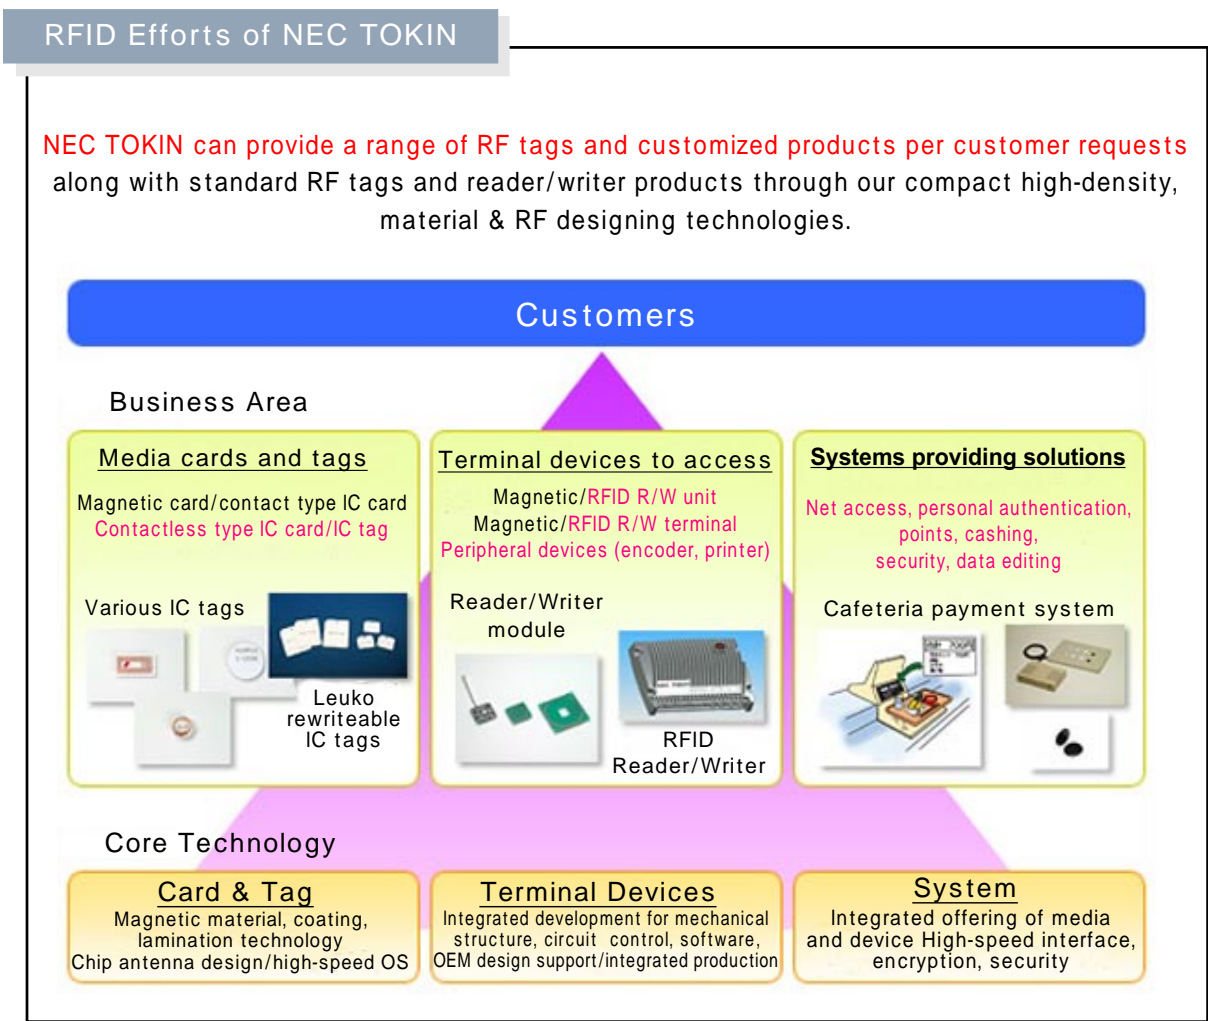 RFID Efforts of NEC TOKIN
NEC TOKIN can provide a range of RF tags and customized products per customer requests
along with standard RF tags and reader/writer products through our compact high-density,
material & RF designing technologies.
Customers
Business Area
Media cards and tags
Magnetic card/contact type IC card
Contactless type IC card/IC tag
Various IC tags
Leuko
rewriteable
IC tags
Terminal devices to access
Magnetic/RFID R/W unit
Magnetic/RFID R/W terminal
Peripheral devices (encoder, printer)
Reader/Writer
module
RFID
Reader/Writer
Systems providing solutions
Net access, personal authentication,
points, cashing,
security, data editing
Cafeteria payment system
Core Technology
Card & Tag
Magnetic material, coating,
lamination technology
Chip antenna design/high-speed OS
Terminal Devices
Integrated development for mechanical
structure, circuit control, software,
OEM design support/integrated production
System
Integrated offering of media
and device High-speed interface,
encryption, security